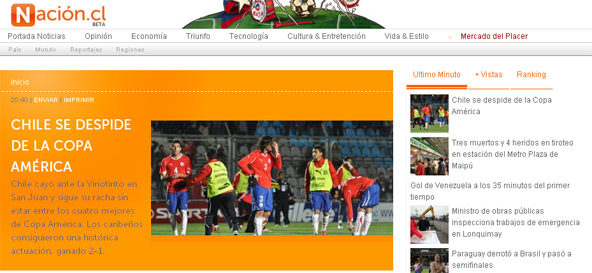 Nación.cl
BETA
Portada Noticias Opinión Economía Triunfo Tecnología Cultura & Entretención Vida & Estilo Mercado del Placer
País Mundo Reportajes Regiones
Inicio
20:40 | ENVIAR | IMPRIMIR
CHILE SE DESPIDE
DE LA COPA
AMÉRICA
Chile cayó ante la Vinotinto en
San Juan y sigue su racha sin
estar entre los cuatro mejores
de Copa América. Los caribeños
consiguieron una histórica
actuación, ganado 2-1.
Ultimo Minuto + Vistas Ranking
Chile se despide de la Copa
América
Tres muertos y 4 heridos en tiroteo
en estación del Metro Plaza de
Maipú
Gol de Venezuela a los 35 minutos del primer
tiempo
Ministro de obras públicas
inspecciona trabajos de emergencia
en Lonquimay
Paraguay derrotó a Brasil y pasó a
semifinales